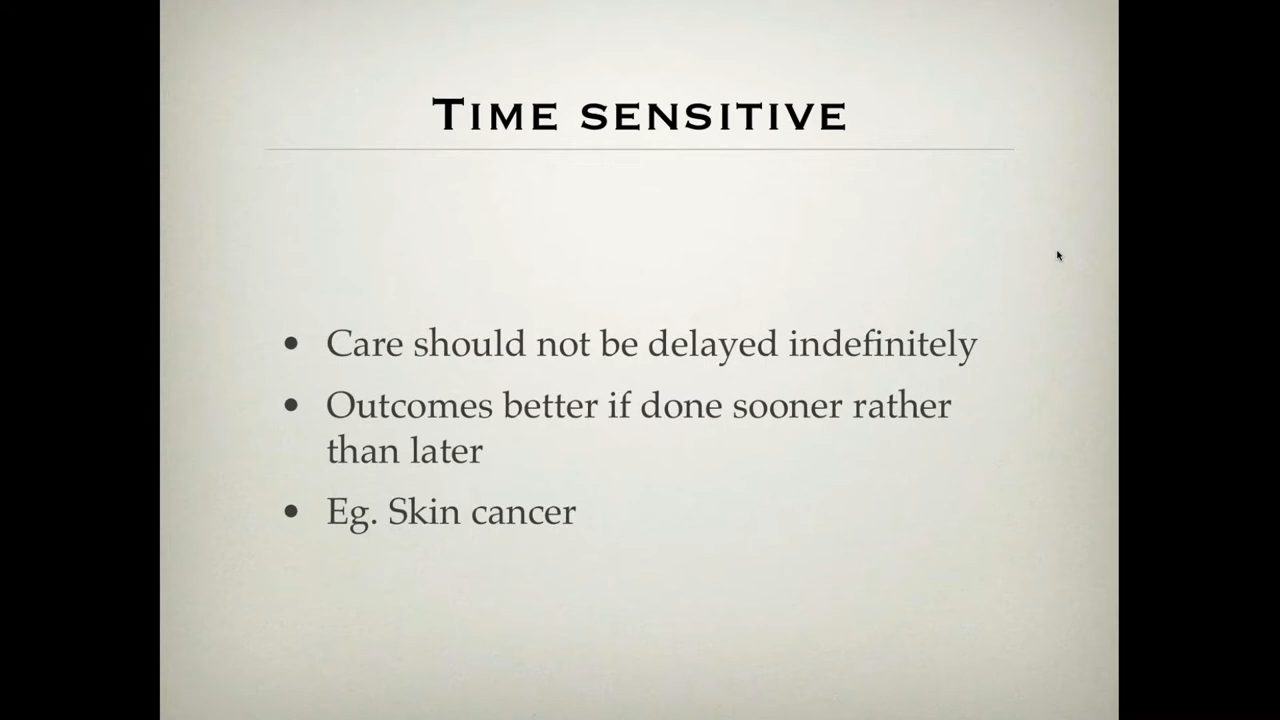 Time sensitive
• Care should not be delayed indefinitely
• Outcomes better if done sooner rather
than later
• Eg. Skin cancer